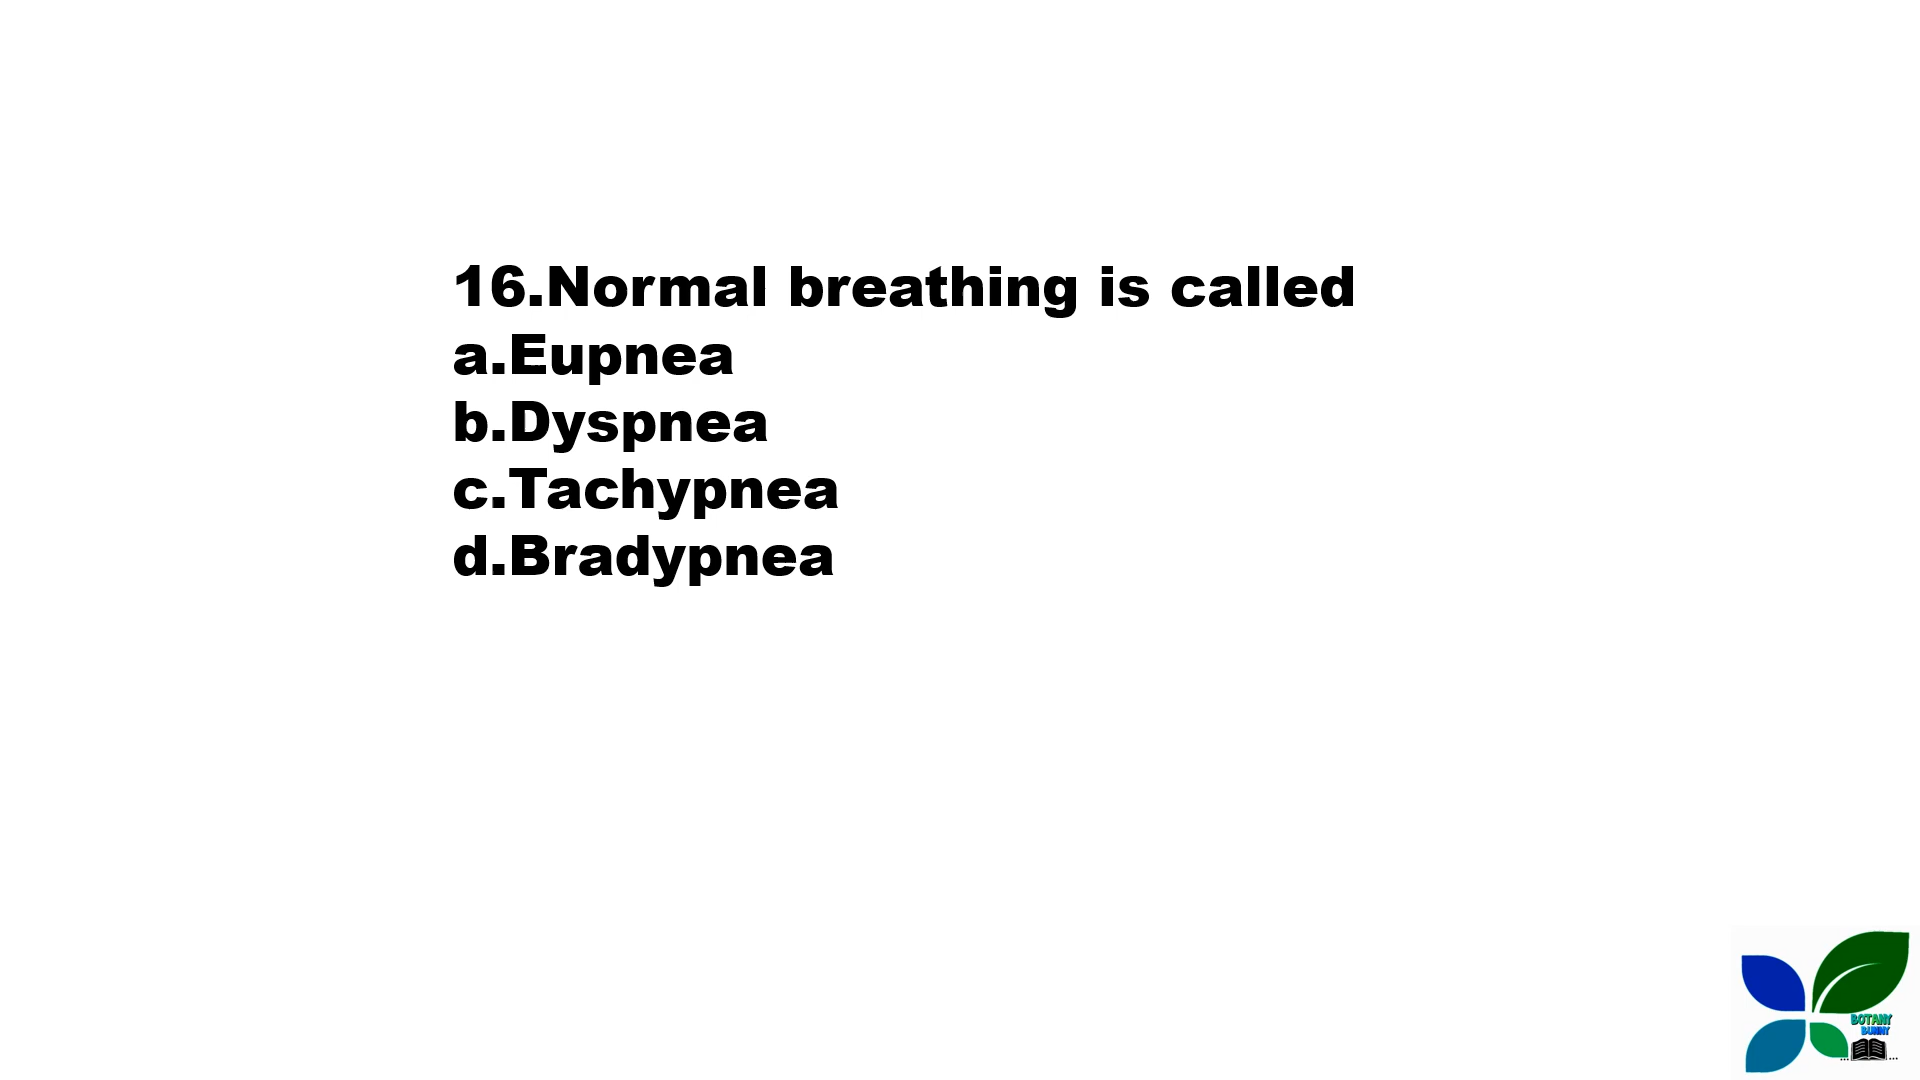 16.Normal breathing is called
a.Eupnea
b.Dyspnea
c.Tachypnea
d.Bradypnea
BOTANY
BUNNY